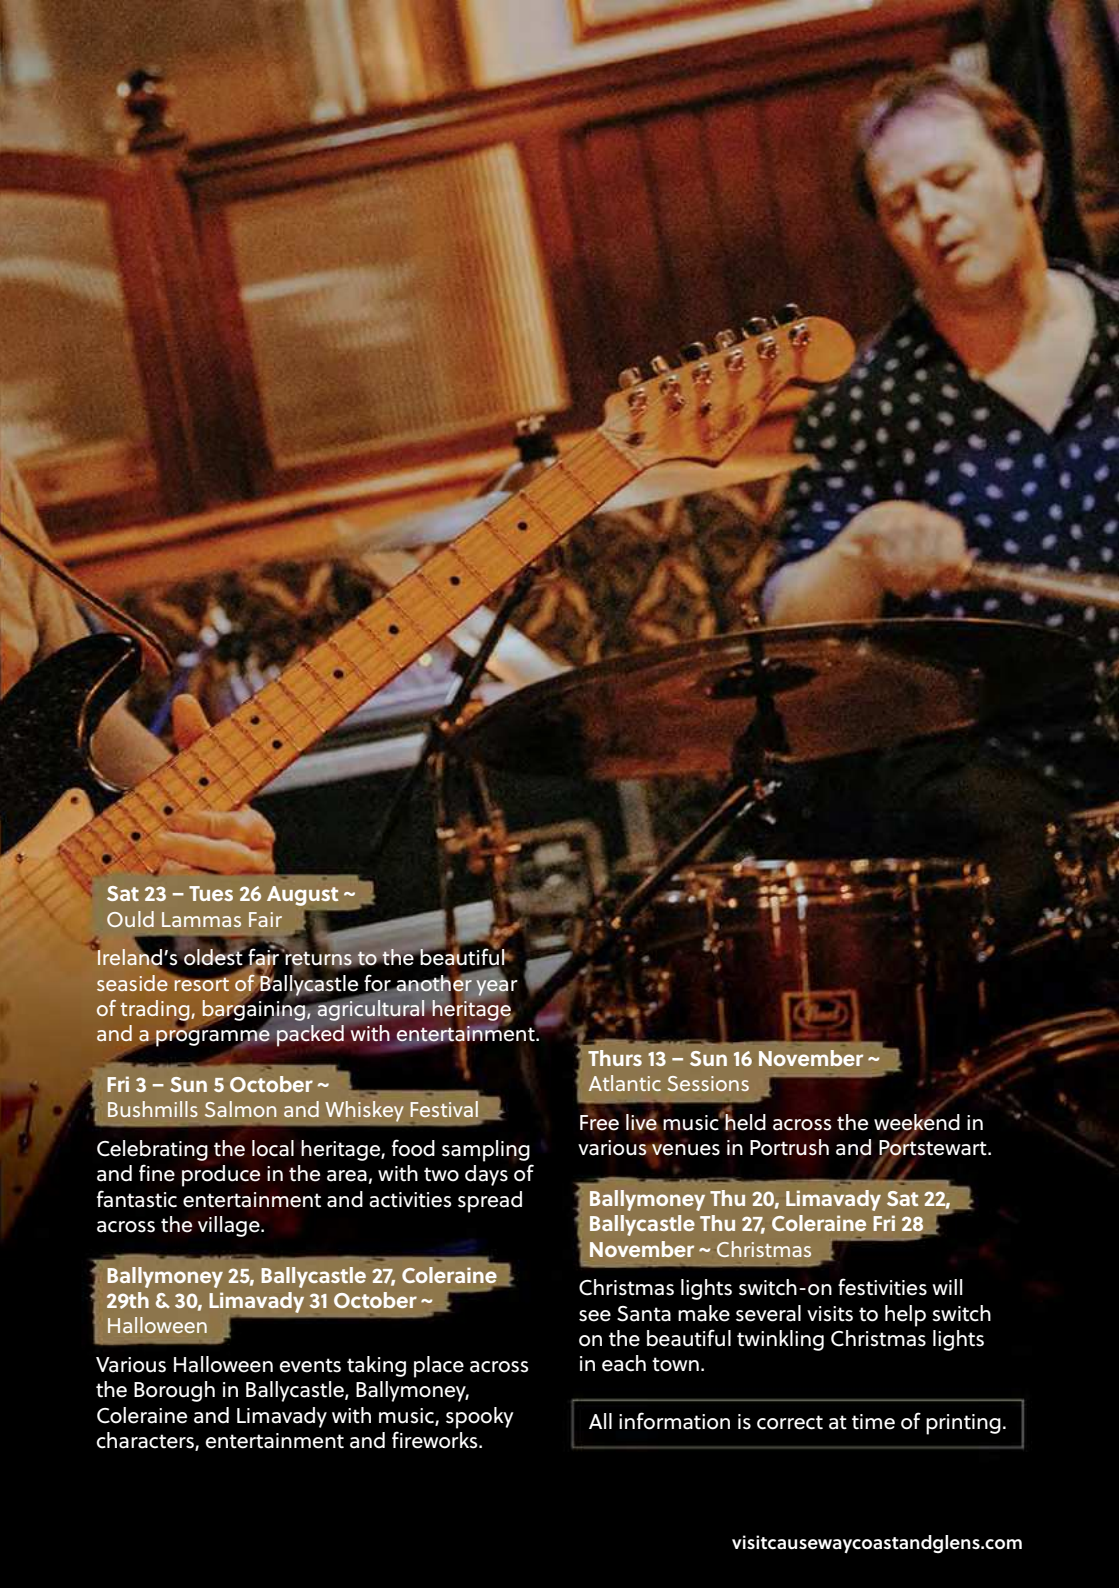 Sat 23 – Tues 26 August ~
Ould Lammas Fair
Ireland's oldest fair returns to the beautiful
seaside resort of Ballycastle for another year
of trading, bargaining, agricultural heritage
and a programme packed with entertainment.
Fri 3 – Sun 5 October ~
Bushmills Salmon and Whiskey Festival
Celebrating the local heritage, food sampling
and fine produce in the area, with two days of
fantastic entertainment and activities spread
across the village.
Ballymoney 25, Ballycastle 27, Coleraine
29th & 30, Limavady 31 October ~
Halloween
Various Halloween events taking place across
the Borough in Ballycastle, Ballymoney,
Coleraine and Limavady with music, spooky
characters, entertainment and fireworks.
Thurs 13 – Sun 16 November ~
Atlantic Sessions
Free live music held across the weekend in
various venues in Portrush and Portstewart.
Ballymoney Thu 20, Limavady Sat 22,
Ballycastle Thu 27, Coleraine Fri 28
November ~ Christmas
Christmas lights switch-on festivities will
see Santa make several visits to help switch
on the beautiful twinkling Christmas lights
in each town.
All information is correct at time of printing.
visitcausewaycoastandglens.com